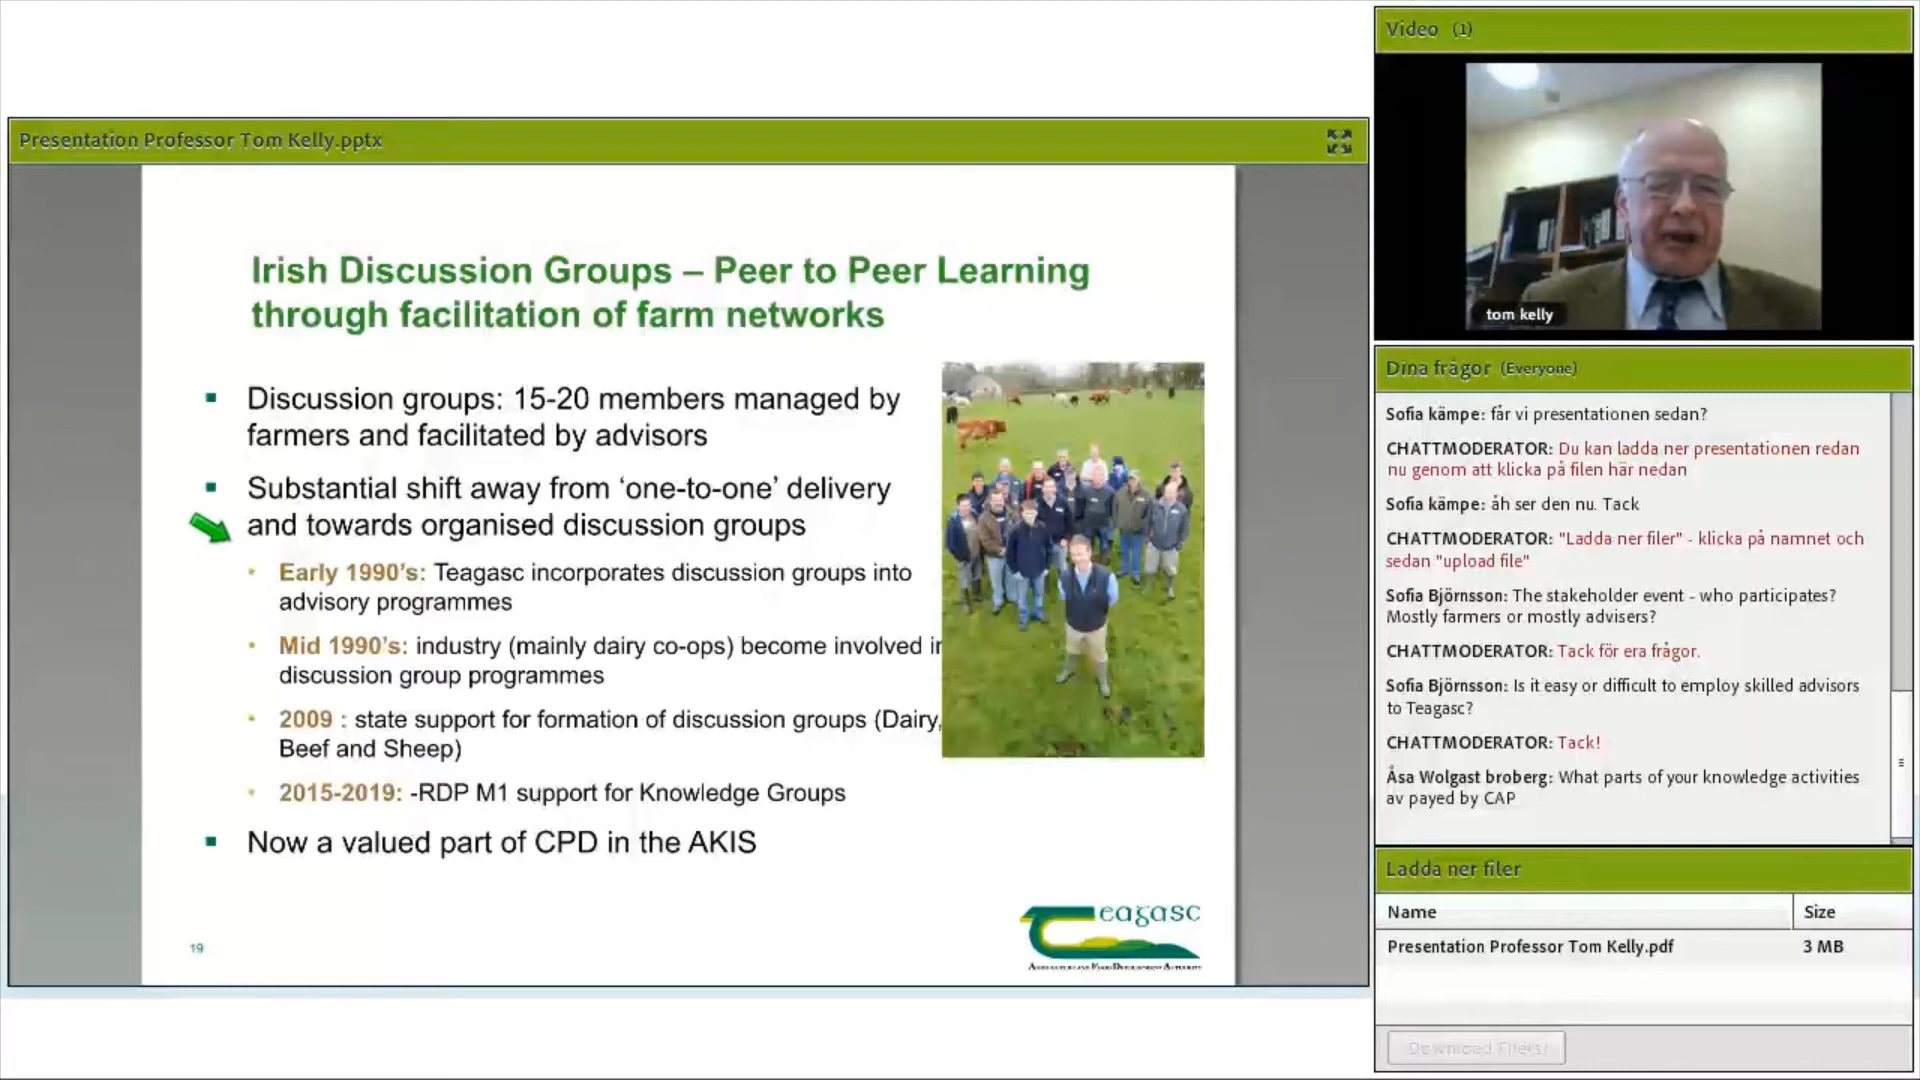 Presentation Professor Tom Kelly.pptx
Irish Discussion Groups – Peer to Peer Learning
through facilitation of farm networks
Discussion groups: 15-20 members managed by
farmers and facilitated by advisors
Substantial shift away from ‘one-to-one’ delivery
and towards organised discussion groups
Early 1990’s: Teagasc incorporates discussion groups into
advisory programmes
Mid 1990’s: industry (mainly dairy co-ops) become involved in
discussion group programmes
2009 : state support for formation of discussion groups (Dairy,
Beef and Sheep)
2015-2019: -RDP M1 support for Knowledge Groups
Now a valued part of CPD in the AKIS
19
eagasc
Agriculture and Food Development Authority
Video (1)
tom kelly
Dina frågor (Everyone)
Sofia kämpe: får vi presentationen sedan?
CHATTMODERATOR: Du kan ladda ner presentationen redan
nu genom att klicka på filen här nedan
Sofia kämpe: åh ser den nu. Tack
CHATTMODERATOR: "Ladda ner filer" - klicka på namnet och
sedan "upload file"
Sofia Björnsson: The stakeholder event - who participates?
Mostly farmers or mostly advisers?
CHATTMODERATOR: Tack för era frågor.
Sofia Björnsson: Is it easy or difficult to employ skilled advisors
to Teagasc?
CHATTMODERATOR: Tack!
Åsa Wolgast broberg: What parts of your knowledge activities
av payed by CAP
Ladda ner filer
Name Size
Presentation Professor Tom Kelly.pdf 3 MB
Download File(s)